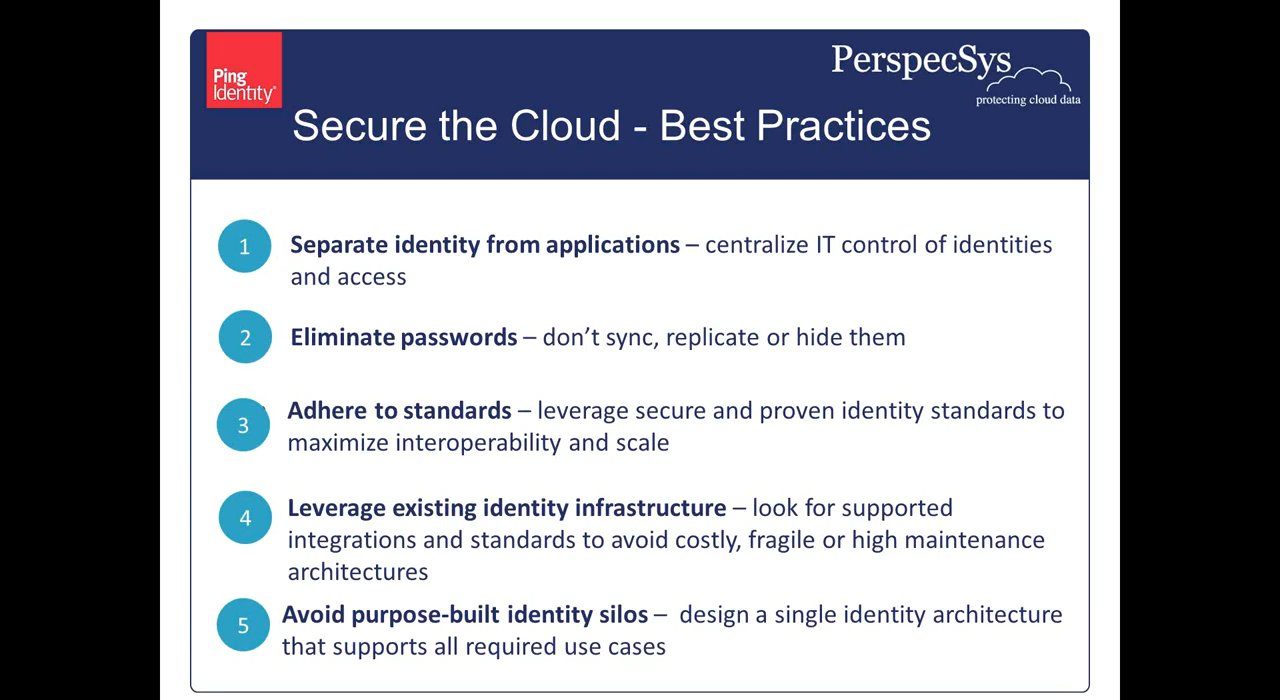 Ping
Identity®
PerspecSys
protecting cloud data
Secure the Cloud - Best Practices
1
Separate identity from applications – centralize IT control of identities
and access
2
Eliminate passwords – don’t sync, replicate or hide them
3
Adhere to standards – leverage secure and proven identity standards to
maximize interoperability and scale
4
Leverage existing identity infrastructure – look for supported
integrations and standards to avoid costly, fragile or high maintenance
architectures
5
Avoid purpose-built identity silos –  design a single identity architecture
that supports all required use cases